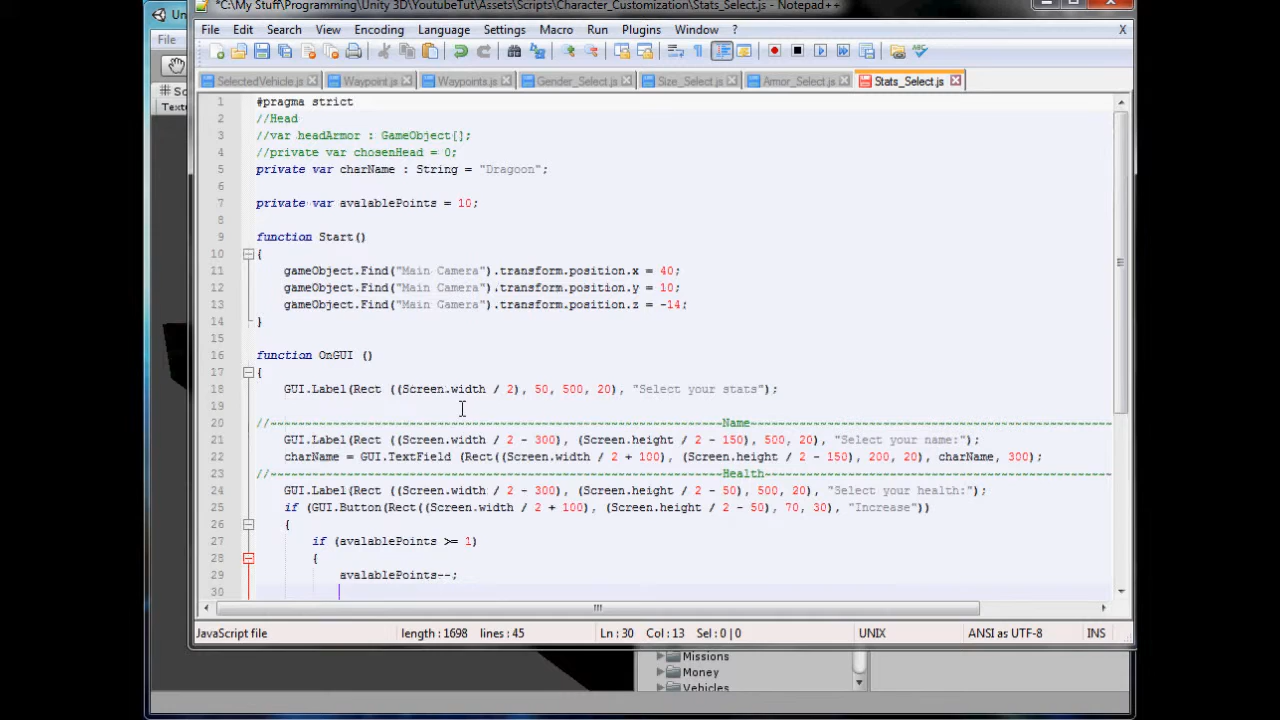 *C:\My Stuff\Programming\Unity 3D\YoutubeTut\Assets\Scripts\Character_Customization\Stats_Select.js - Notepad++
Un
File
File Edit Search View Encoding Language Settings Macro Run Plugins Window ? X
SelectedVehicle.js Waypoint.js Waypoints.js Gender_Select.js Size_Select.js Armor_Select.js Stats_Select.js
# Sc
Textu
1 #pragma strict
2 //Head
3 //var headArmor : GameObject[];
4 //private var chosenHead = 0;
5 private var charName : String = "Dragoon";
6
7 private var avalablePoints = 10;
8
9 function Start()
10 {
11 gameObject.Find("Main Camera").transform.position.x = 40;
12 gameObject.Find("Main Camera").transform.position.y = 10;
13 gameObject.Find("Main Camera").transform.position.z = -14;
14 }
15
16 function OnGUI ()
17 {
18 GUI.Label(Rect ((Screen.width / 2), 50, 500, 20), "Select your stats");
19
20 //~~~~~~~~~~~~~~~~~~~~~~~~~~~~~~~~~~~~~~~~~~~~~~~~~~~~~~~~~~~~~~~~~Name~~~~~~~~~~~~~~~~~~~~~~~~~~~~~~~~~~~~~~~~~~~~~~~~~~~~
21 GUI.Label(Rect ((Screen.width / 2 - 300), (Screen.height / 2 - 150), 500, 20), "Select your name:");
22 charName = GUI.TextField (Rect((Screen.width / 2 + 100), (Screen.height / 2 - 150), 200, 20), charName, 300);
23 //~~~~~~~~~~~~~~~~~~~~~~~~~~~~~~~~~~~~~~~~~~~~~~~~~~~~~~~~~~~~~~~~~Health~~~~~~~~~~~~~~~~~~~~~~~~~~~~~~~~~~~~~~~~~~~~~~~~~~
24 GUI.Label(Rect ((Screen.width / 2 - 300), (Screen.height / 2 - 50), 500, 20), "Select your health:");
25 if (GUI.Button(Rect((Screen.width / 2 + 100), (Screen.height / 2 - 50), 70, 30), "Increase"))
26 {
27 if (avalablePoints >= 1)
28 {
29 avalablePoints--;
30
JavaScript file length : 1698 lines : 45 Ln : 30 Col : 13 Sel : 0 | 0 UNIX ANSI as UTF-8 INS
Missions
Money
Vehicles